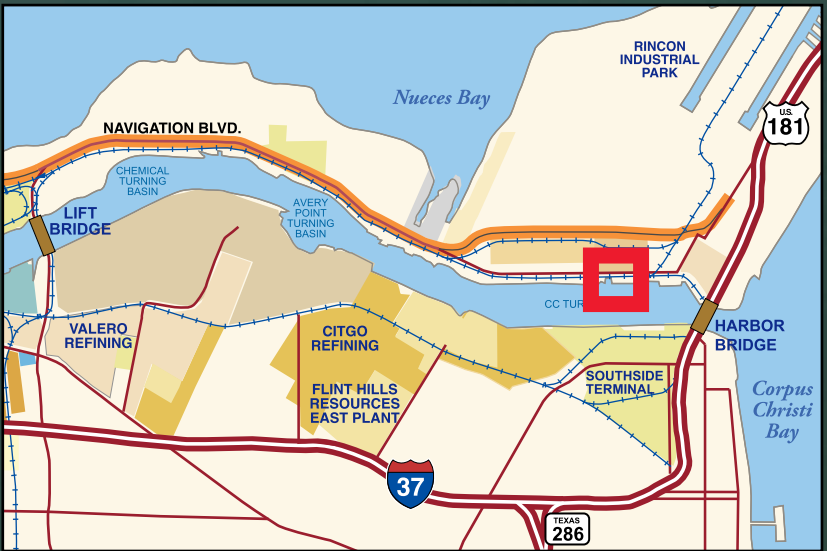 RINCON
INDUSTRIAL
PARK
Nueces Bay
U.S.
181
NAVIGATION BLVD.
CHEMICAL
TURNING
BASIN
AVERY
POINT
TURNING
BASIN
LIFT
BRIDGE
CC TUR
VALERO
REFINING
CITGO
REFINING
HARBOR
BRIDGE
FLINT HILLS
RESOURCES
EAST PLANT
SOUTHSIDE
TERMINAL
Corpus
Christi
Bay
37
TEXAS
286